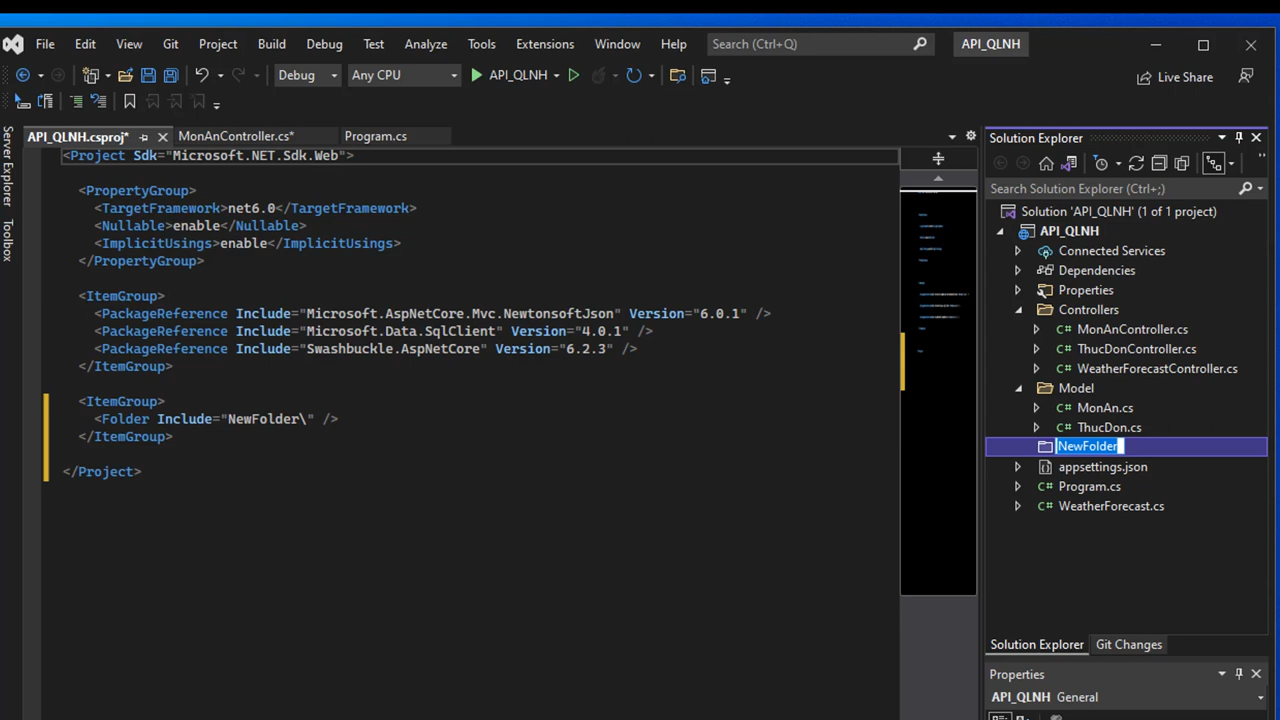 File Edit View Git Project Build Debug Test Analyze Tools Extensions Window Help Search (Ctrl+Q) API_QLNH
Debug Any CPU API_QLNH Live Share
Server Explorer
Toolbox
API_QLNH.csproj* MonAnController.cs* Program.cs
<Project Sdk="Microsoft.NET.Sdk.Web">
<PropertyGroup>
<TargetFramework>net6.0</TargetFramework>
<Nullable>enable</Nullable>
<ImplicitUsings>enable</ImplicitUsings>
</PropertyGroup>
<ItemGroup>
<PackageReference Include="Microsoft.AspNetCore.Mvc.NewtonsoftJson" Version="6.0.1" />
<PackageReference Include="Microsoft.Data.SqlClient" Version="4.0.1" />
<PackageReference Include="Swashbuckle.AspNetCore" Version="6.2.3" />
</ItemGroup>
<ItemGroup>
<Folder Include="NewFolder\" />
</ItemGroup>
</Project>
Solution Explorer
Search Solution Explorer (Ctrl+;)
Solution 'API_QLNH' (1 of 1 project)
API_QLNH
Connected Services
Dependencies
Properties
Controllers
C# MonAnController.cs
C# ThucDonController.cs
C# WeatherForecastController.cs
Model
C# MonAn.cs
C# ThucDon.cs
NewFolder
appsettings.json
C# Program.cs
C# WeatherForecast.cs
Solution Explorer Git Changes
Properties
API_QLNH General